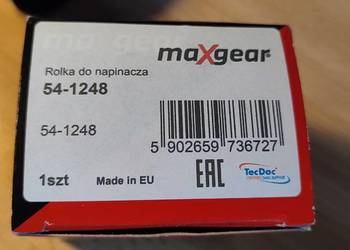 maxgear
Rolka do napinacza
54-1248
54-1248
5 902659 736727
1szt
Made in EU
EAC
TecDoc